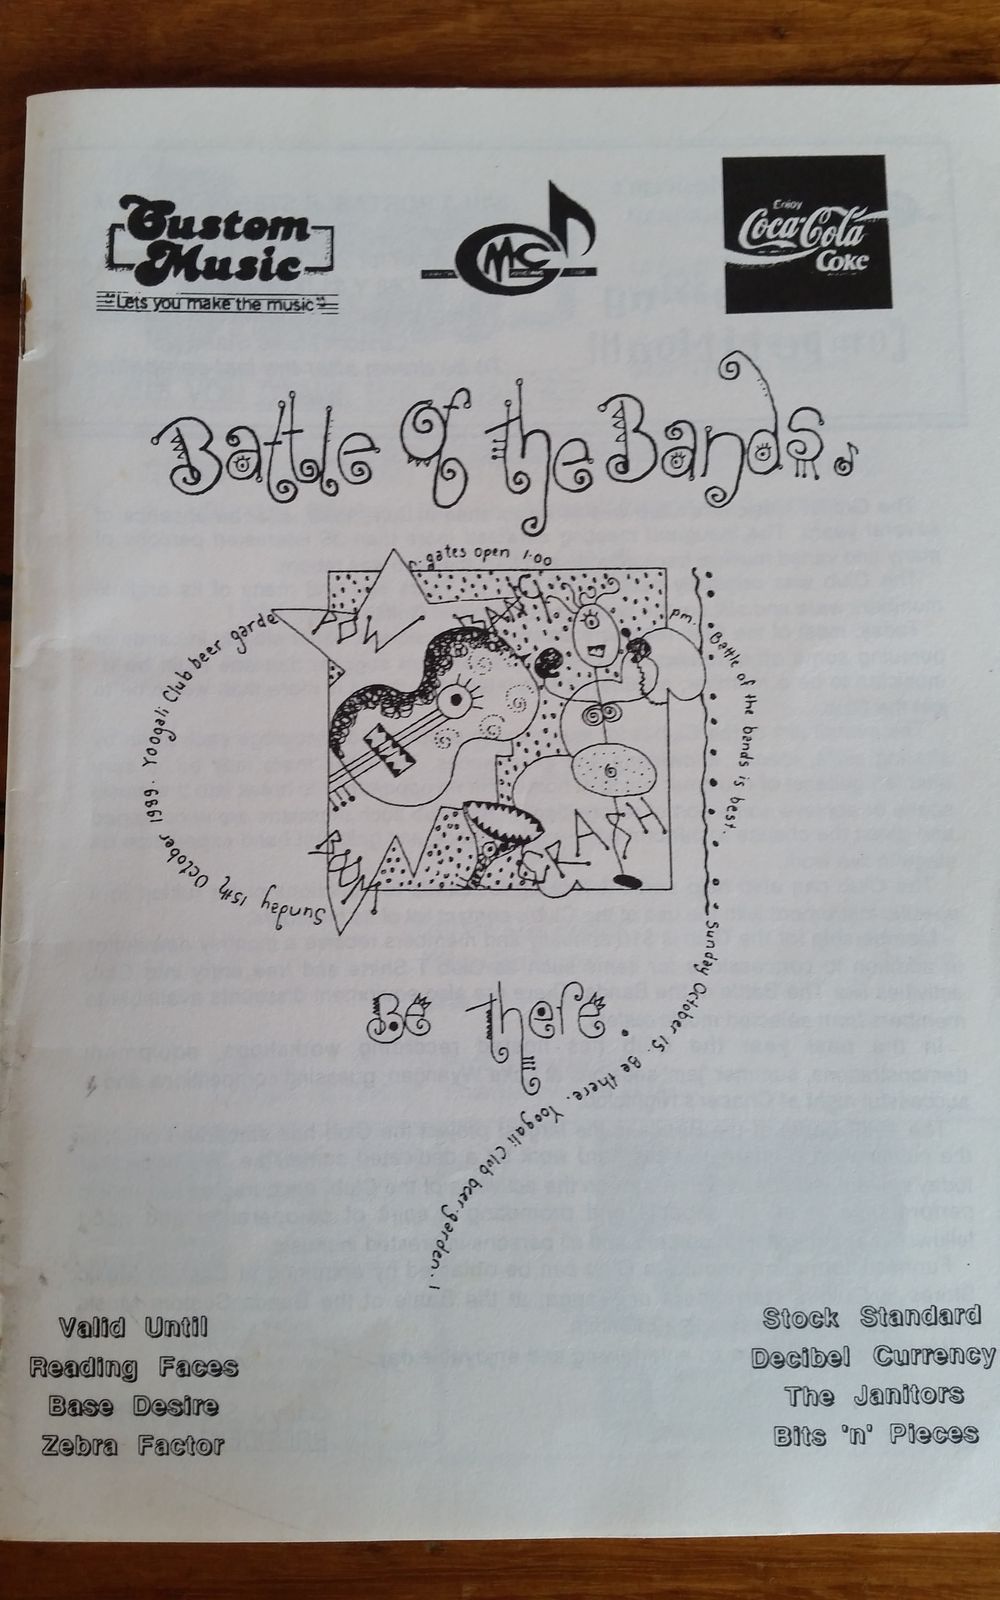 Custom
Music
"Lets you make the music"
GMC
Enjoy
Coca-Cola
Coke
Battle Of the Bands.
gates open 1.00
pm. Battle of the bands is best.
Sunday October 15. Be there. Yoogali Club beer garden. 1
Sunday 15th October 1989. Yoogali Club beer garde
POW
BANG
BUM
CRASH
Be there.
Valid Until
Reading Faces
Base Desire
Zebra Factor
Stock Standard
Decibel Currency
The Janitors
Bits 'n' Pieces